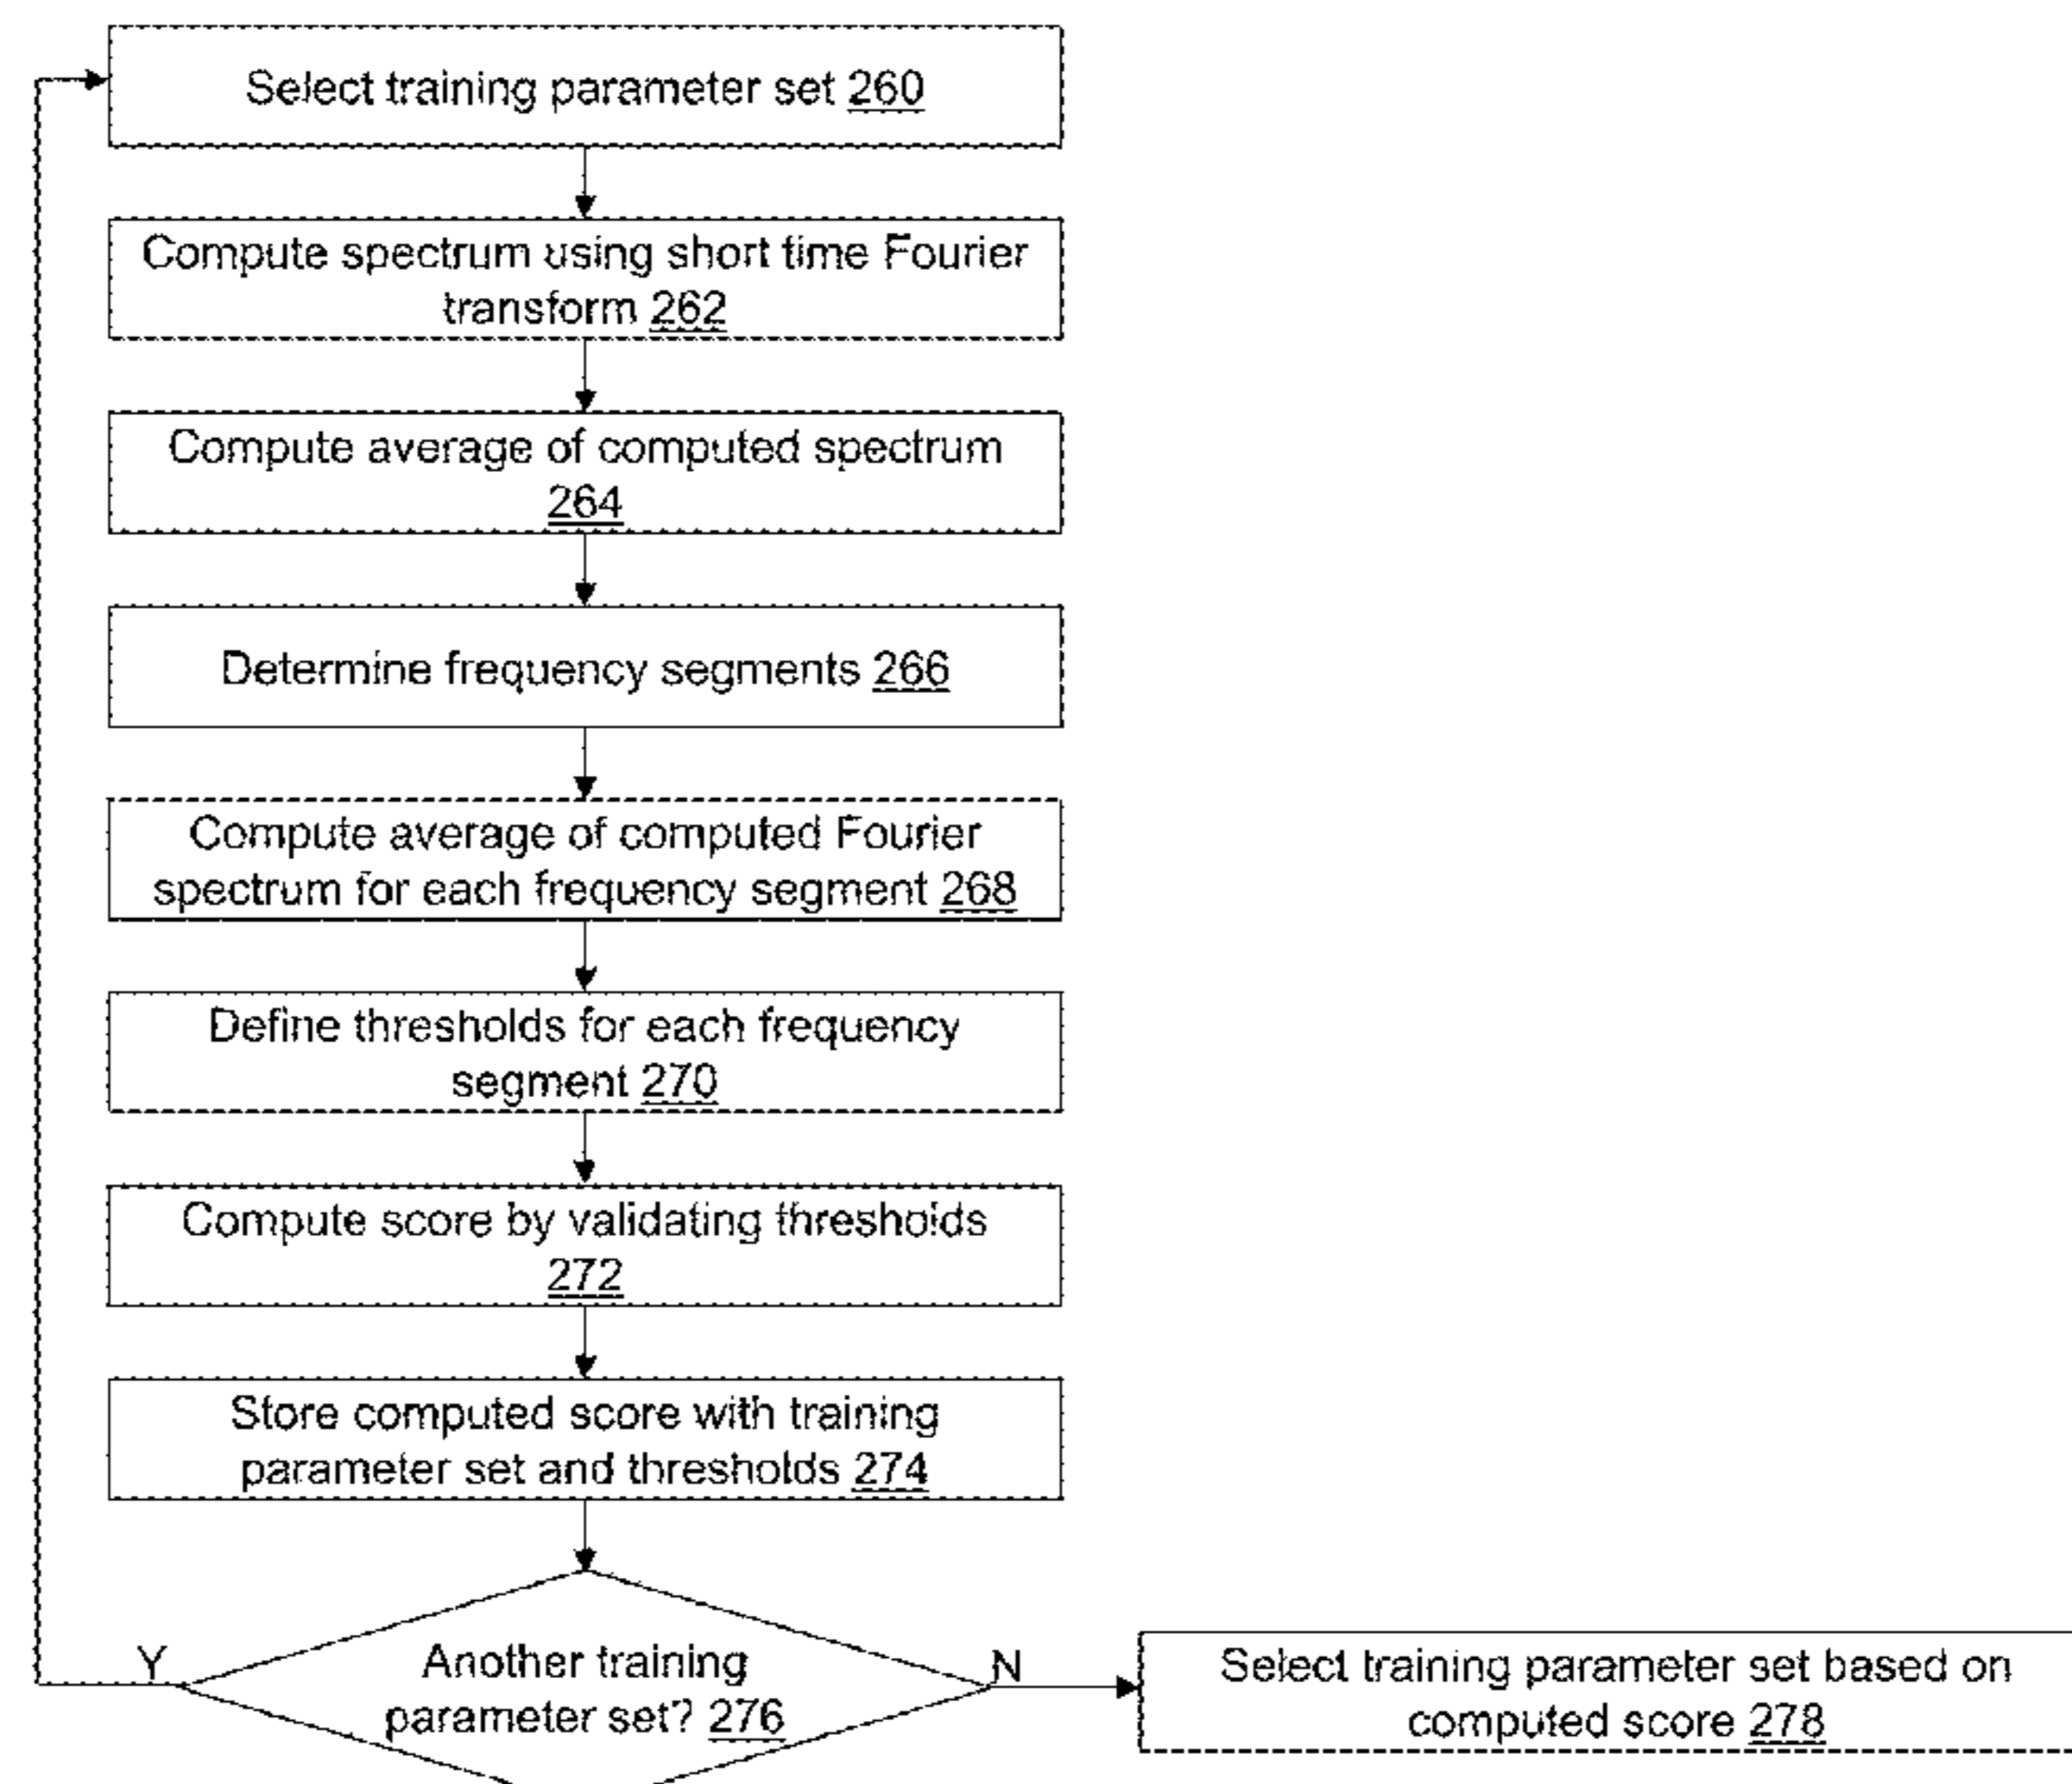 Select training parameter set 260
Compute spectrum using short time Fourier
transform 262
Compute average of computed spectrum
264
Determine frequency segments 266
Compute average of computed Fourier
spectrum for each frequency segment 268
Define thresholds for each frequency
segment 270
Compute score by validating thresholds
272
Store computed score with training
parameter set and thresholds 274
Y
Another training
parameter set? 276
N
Select training parameter set based on
computed score 278